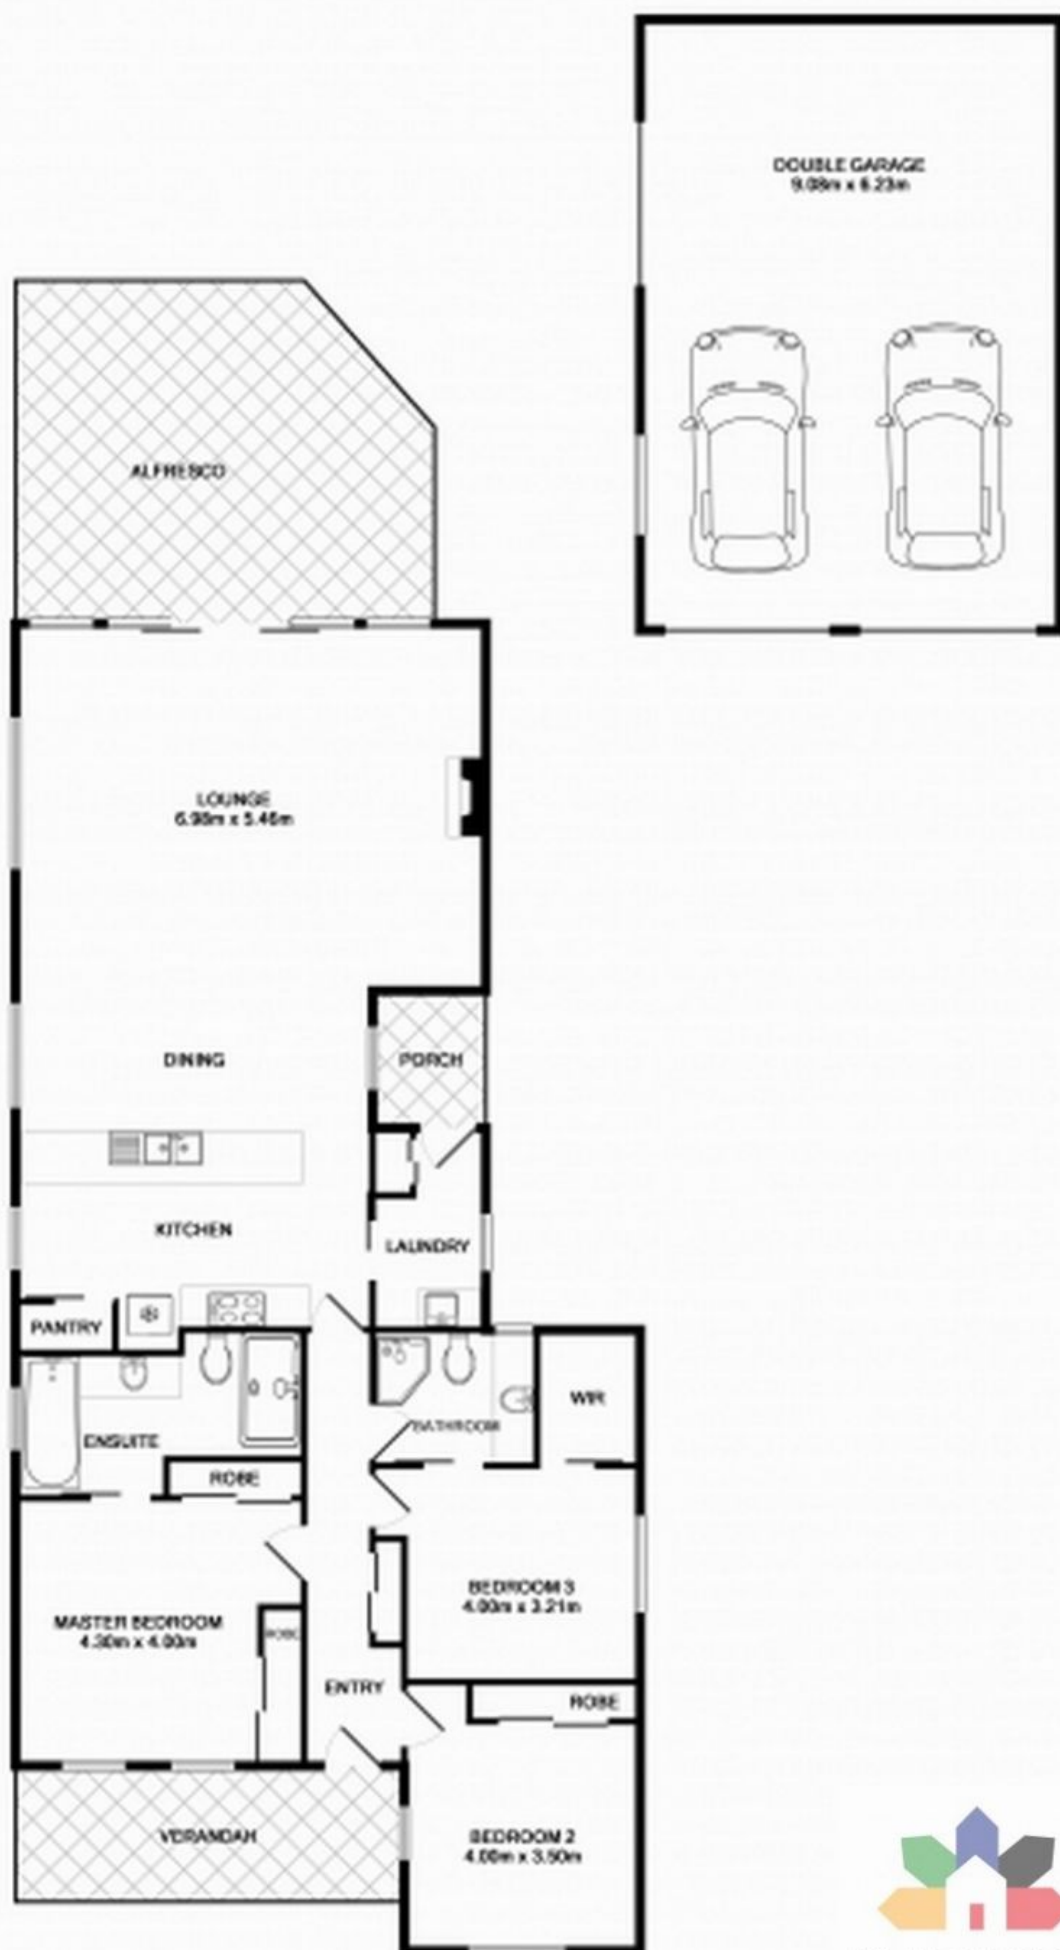 DOUBLE GARAGE
9.08m x 6.23m
ALFRESCO
LOUNGE
6.98m x 5.46m
DINING
PORCH
KITCHEN
LAUNDRY
PANTRY
WIR
BATHROOM
ENSUITE
ROBE
BEDROOM 3
4.00m x 3.21m
MASTER BEDROOM
4.30m x 4.00m
ROBE
ENTRY
ROBE
VERANDAH
BEDROOM 2
4.00m x 3.50m